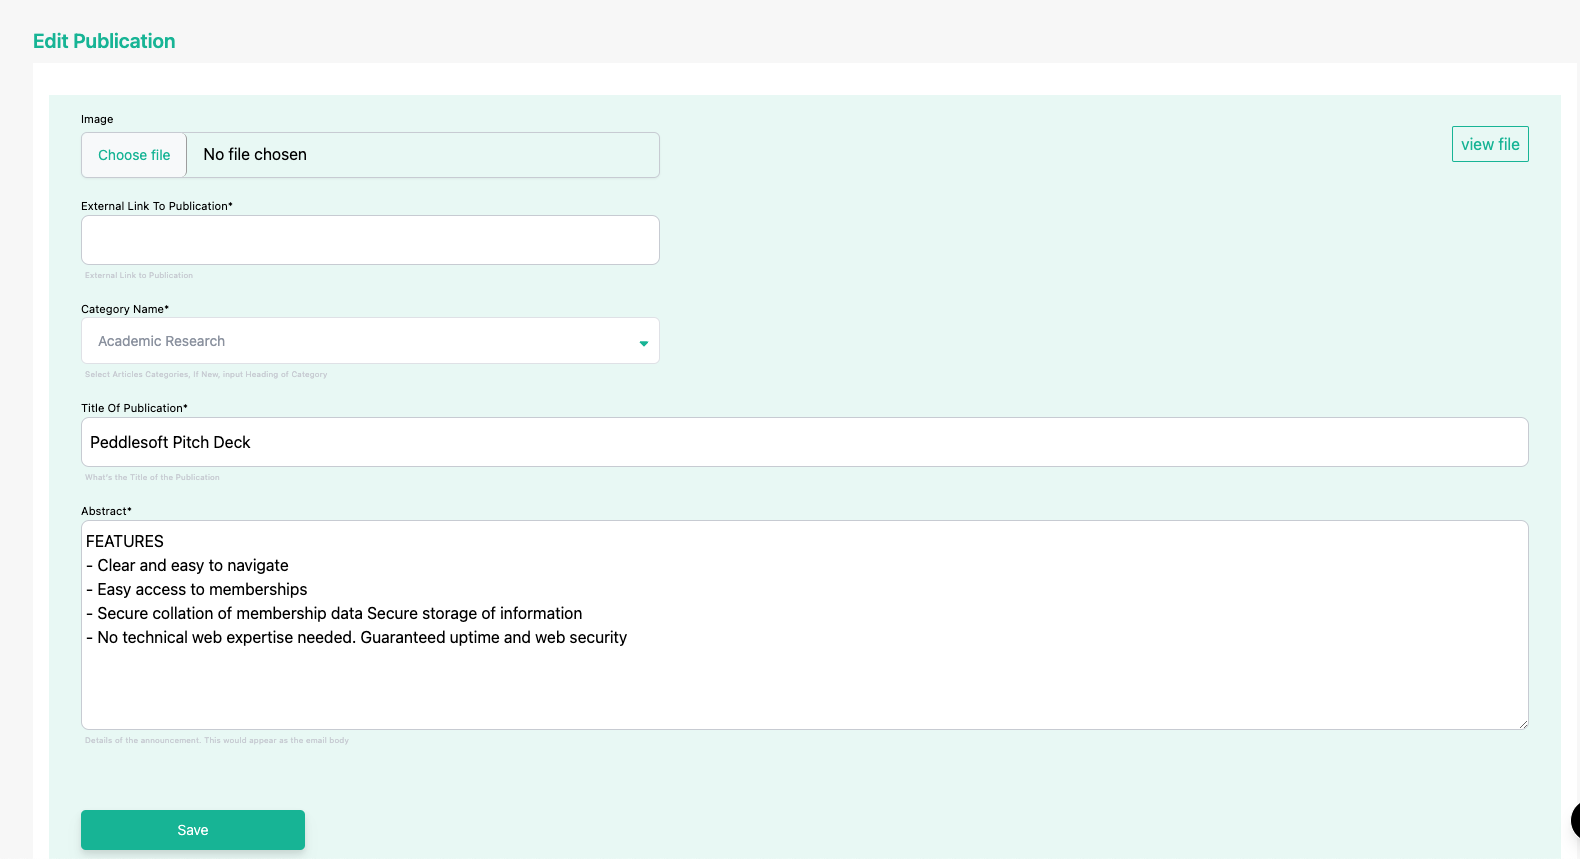 Edit Publication
Image
Choose file No file chosen
view file
External Link To Publication*
External Link to Publication
Category Name*
Academic Research
Select Articles Categories, If New, input Heading of Category
Title Of Publication*
Peddlesoft Pitch Deck
What's the Title of the Publication
Abstract*
FEATURES
- Clear and easy to navigate
- Easy access to memberships
- Secure collation of membership data Secure storage of information
- No technical web expertise needed. Guaranteed uptime and web security
Details of the announcement. This would appear as the email body
Save